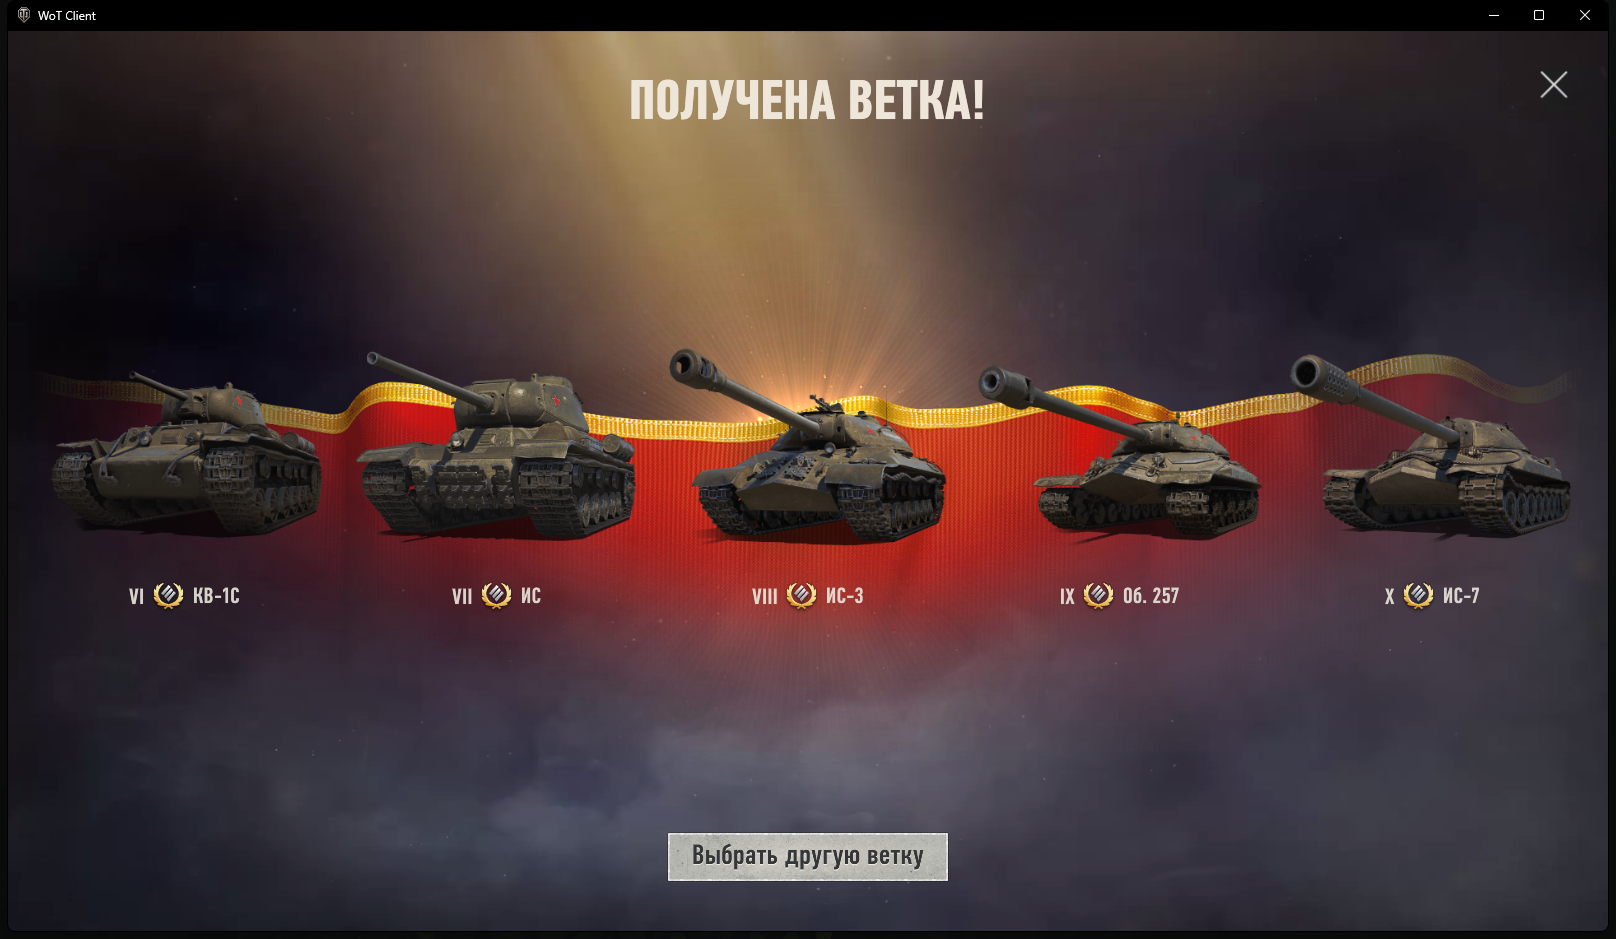 WoT Client
ПОЛУЧЕНА ВЕТКА!
VI КВ-1С
VII ИС
VIII ИС-3
IX Об. 257
X ИС-7
Выбрать другую ветку